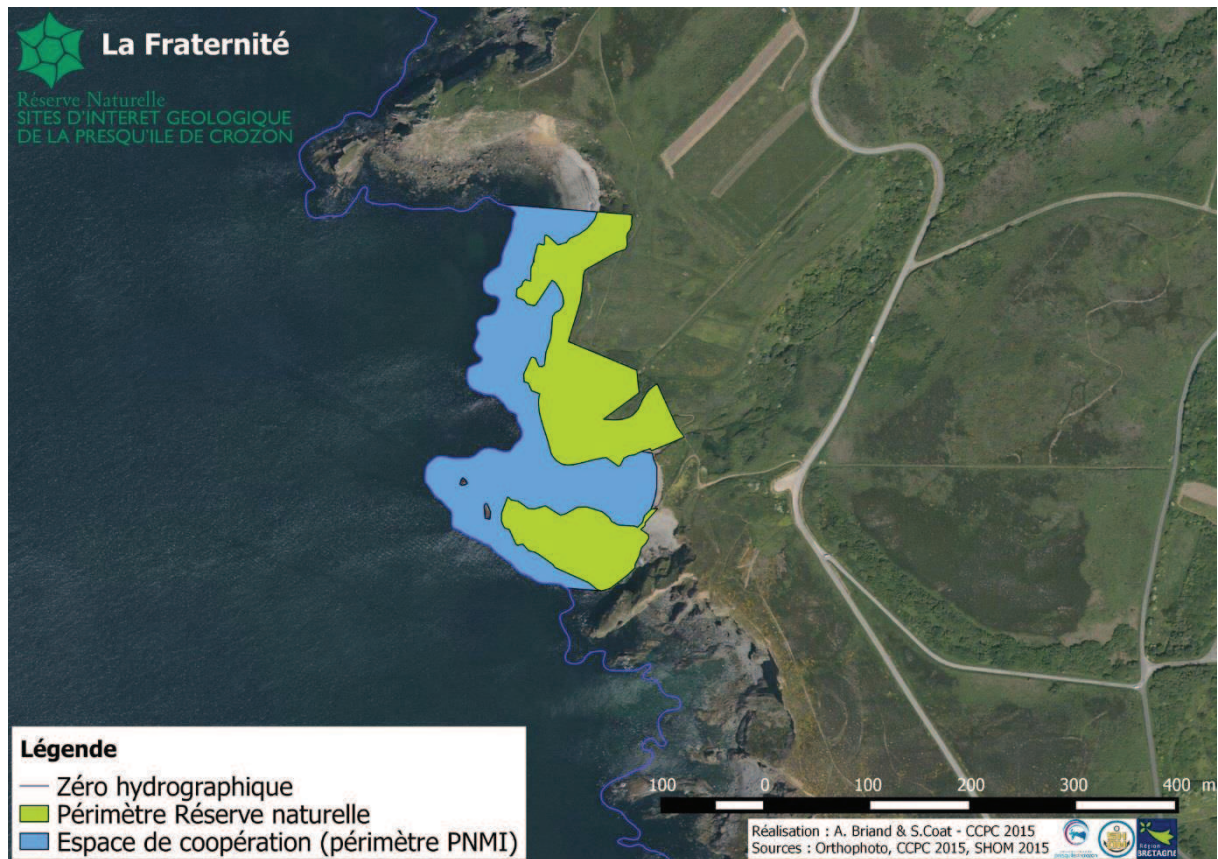 La Fraternité
Réserve Naturelle
SITES D'INTERET GEOLOGIQUE
DE LA PRESQU'ILE DE CROZON
Légende
Zéro hydrographique
Périmètre Réserve naturelle
Espace de coopération (périmètre PNMI)
100 0 100 200 300 400 m
Réalisation : A. Briand & S.Coat - CCPC 2015
Sources : Orthophoto, CCPC 2015, SHOM 2015
Région
BRETAGNE